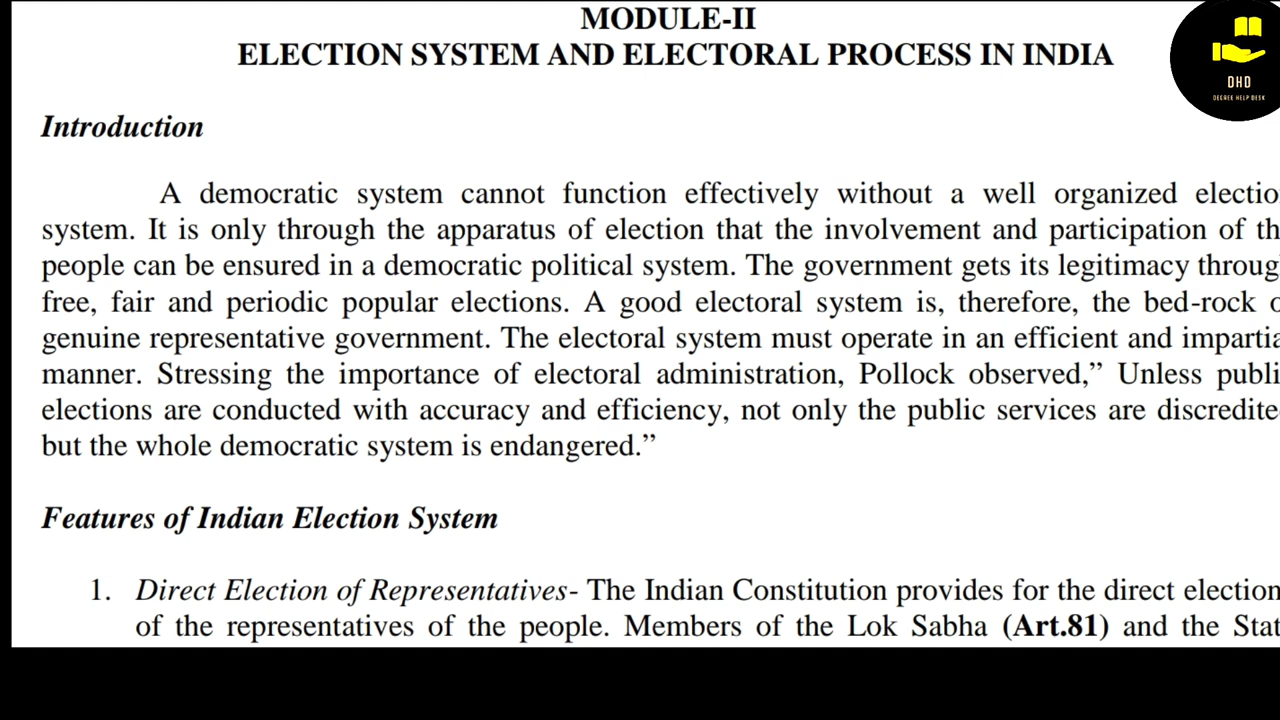 MODULE-II
ELECTION SYSTEM AND ELECTORAL PROCESS IN INDIA
DHD
DEGREE HELP DESK
Introduction
A democratic system cannot function effectively without a well organized electio
system. It is only through the apparatus of election that the involvement and participation of th
people can be ensured in a democratic political system. The government gets its legitimacy throug
free, fair and periodic popular elections. A good electoral system is, therefore, the bed-rock o
genuine representative government. The electoral system must operate in an efficient and impartia
manner. Stressing the importance of electoral administration, Pollock observed,” Unless publi
elections are conducted with accuracy and efficiency, not only the public services are discredite
but the whole democratic system is endangered.”
Features of Indian Election System
1. Direct Election of Representatives- The Indian Constitution provides for the direct election
of the representatives of the people. Members of the Lok Sabha (Art.81) and the Stat